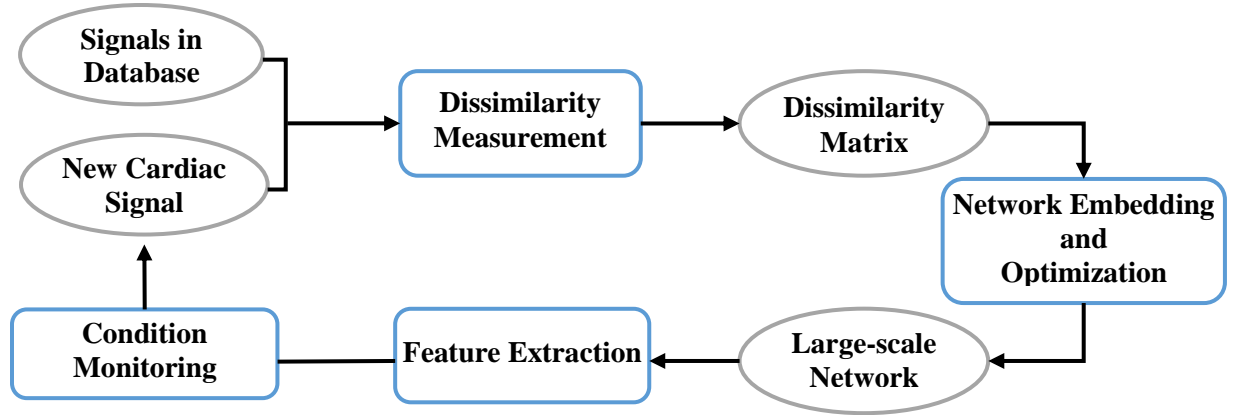 Signals in
Database
New Cardiac
Signal
Dissimilarity
Measurement
Dissimilarity
Matrix
Network Embedding
and
Optimization
Large-scale
Network
Feature Extraction
Condition
Monitoring